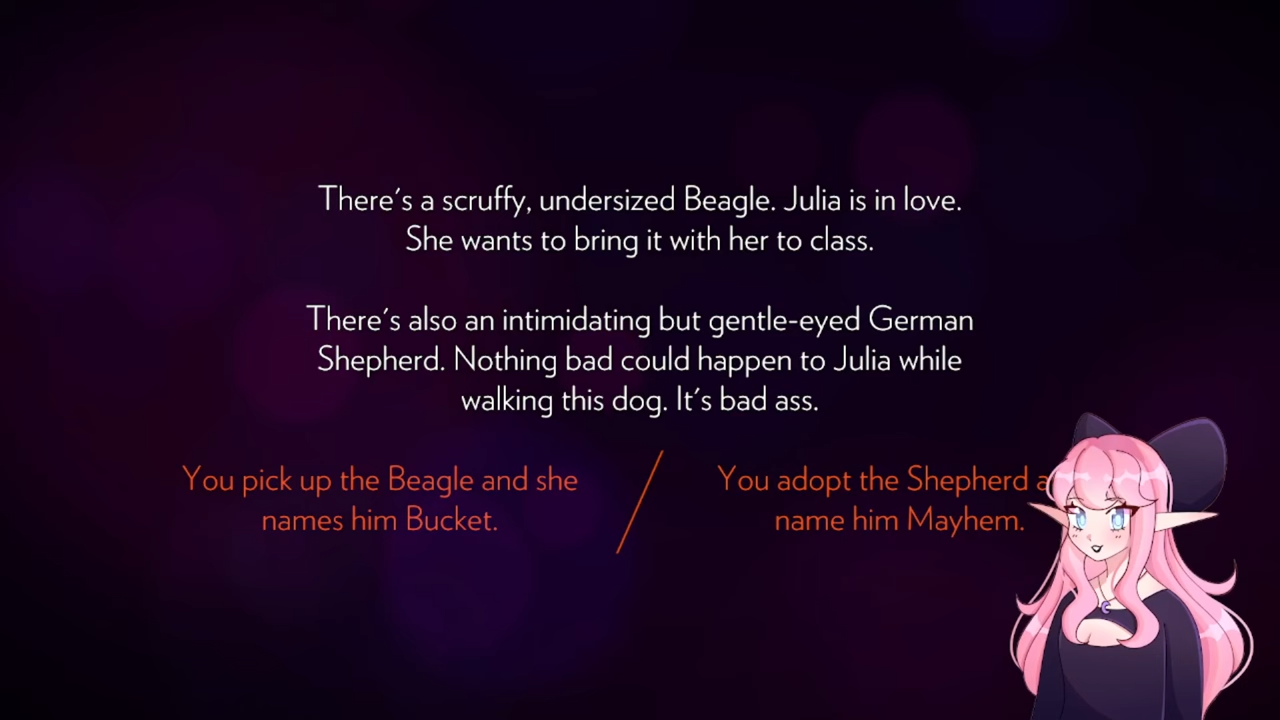 There's a scruffy, undersized Beagle. Julia is in love.
She wants to bring it with her to class.
There's also an intimidating but gentle-eyed German
Shepherd. Nothing bad could happen to Julia while
walking this dog. It's bad ass.
You pick up the Beagle and she
names him Bucket.
You adopt the Shepherd
name him Mayhem.